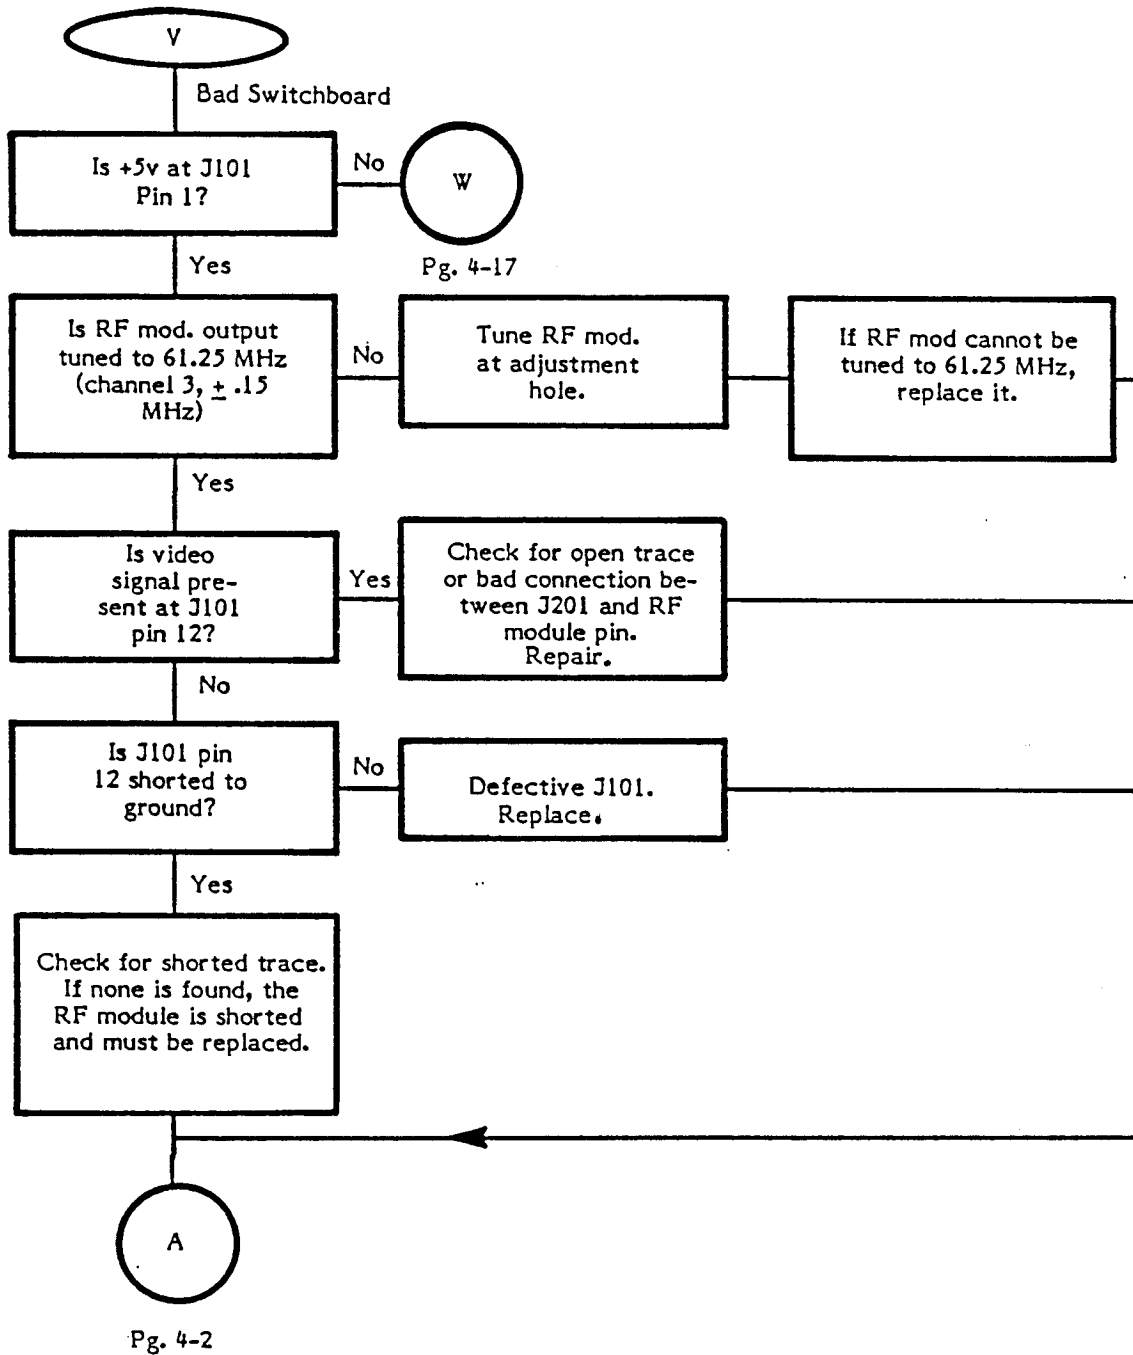 V
Bad Switchboard
Is +5v at J101
Pin 1?
No
W
Pg. 4-17
Yes
Is RF mod. output
tuned to 61.25 MHz
(channel 3, ± .15
MHz)
No
Tune RF mod.
at adjustment
hole.
If RF mod cannot be
tuned to 61.25 MHz,
replace it.
Yes
Is video
signal pre-
sent at J101
pin 12?
Yes
Check for open trace
or bad connection be-
tween J201 and RF
module pin.
Repair.
No
Is J101 pin
12 shorted to
ground?
No
Defective J101.
Replace.
Yes
Check for shorted trace.
If none is found, the
RF module is shorted
and must be replaced.
A
Pg. 4-2